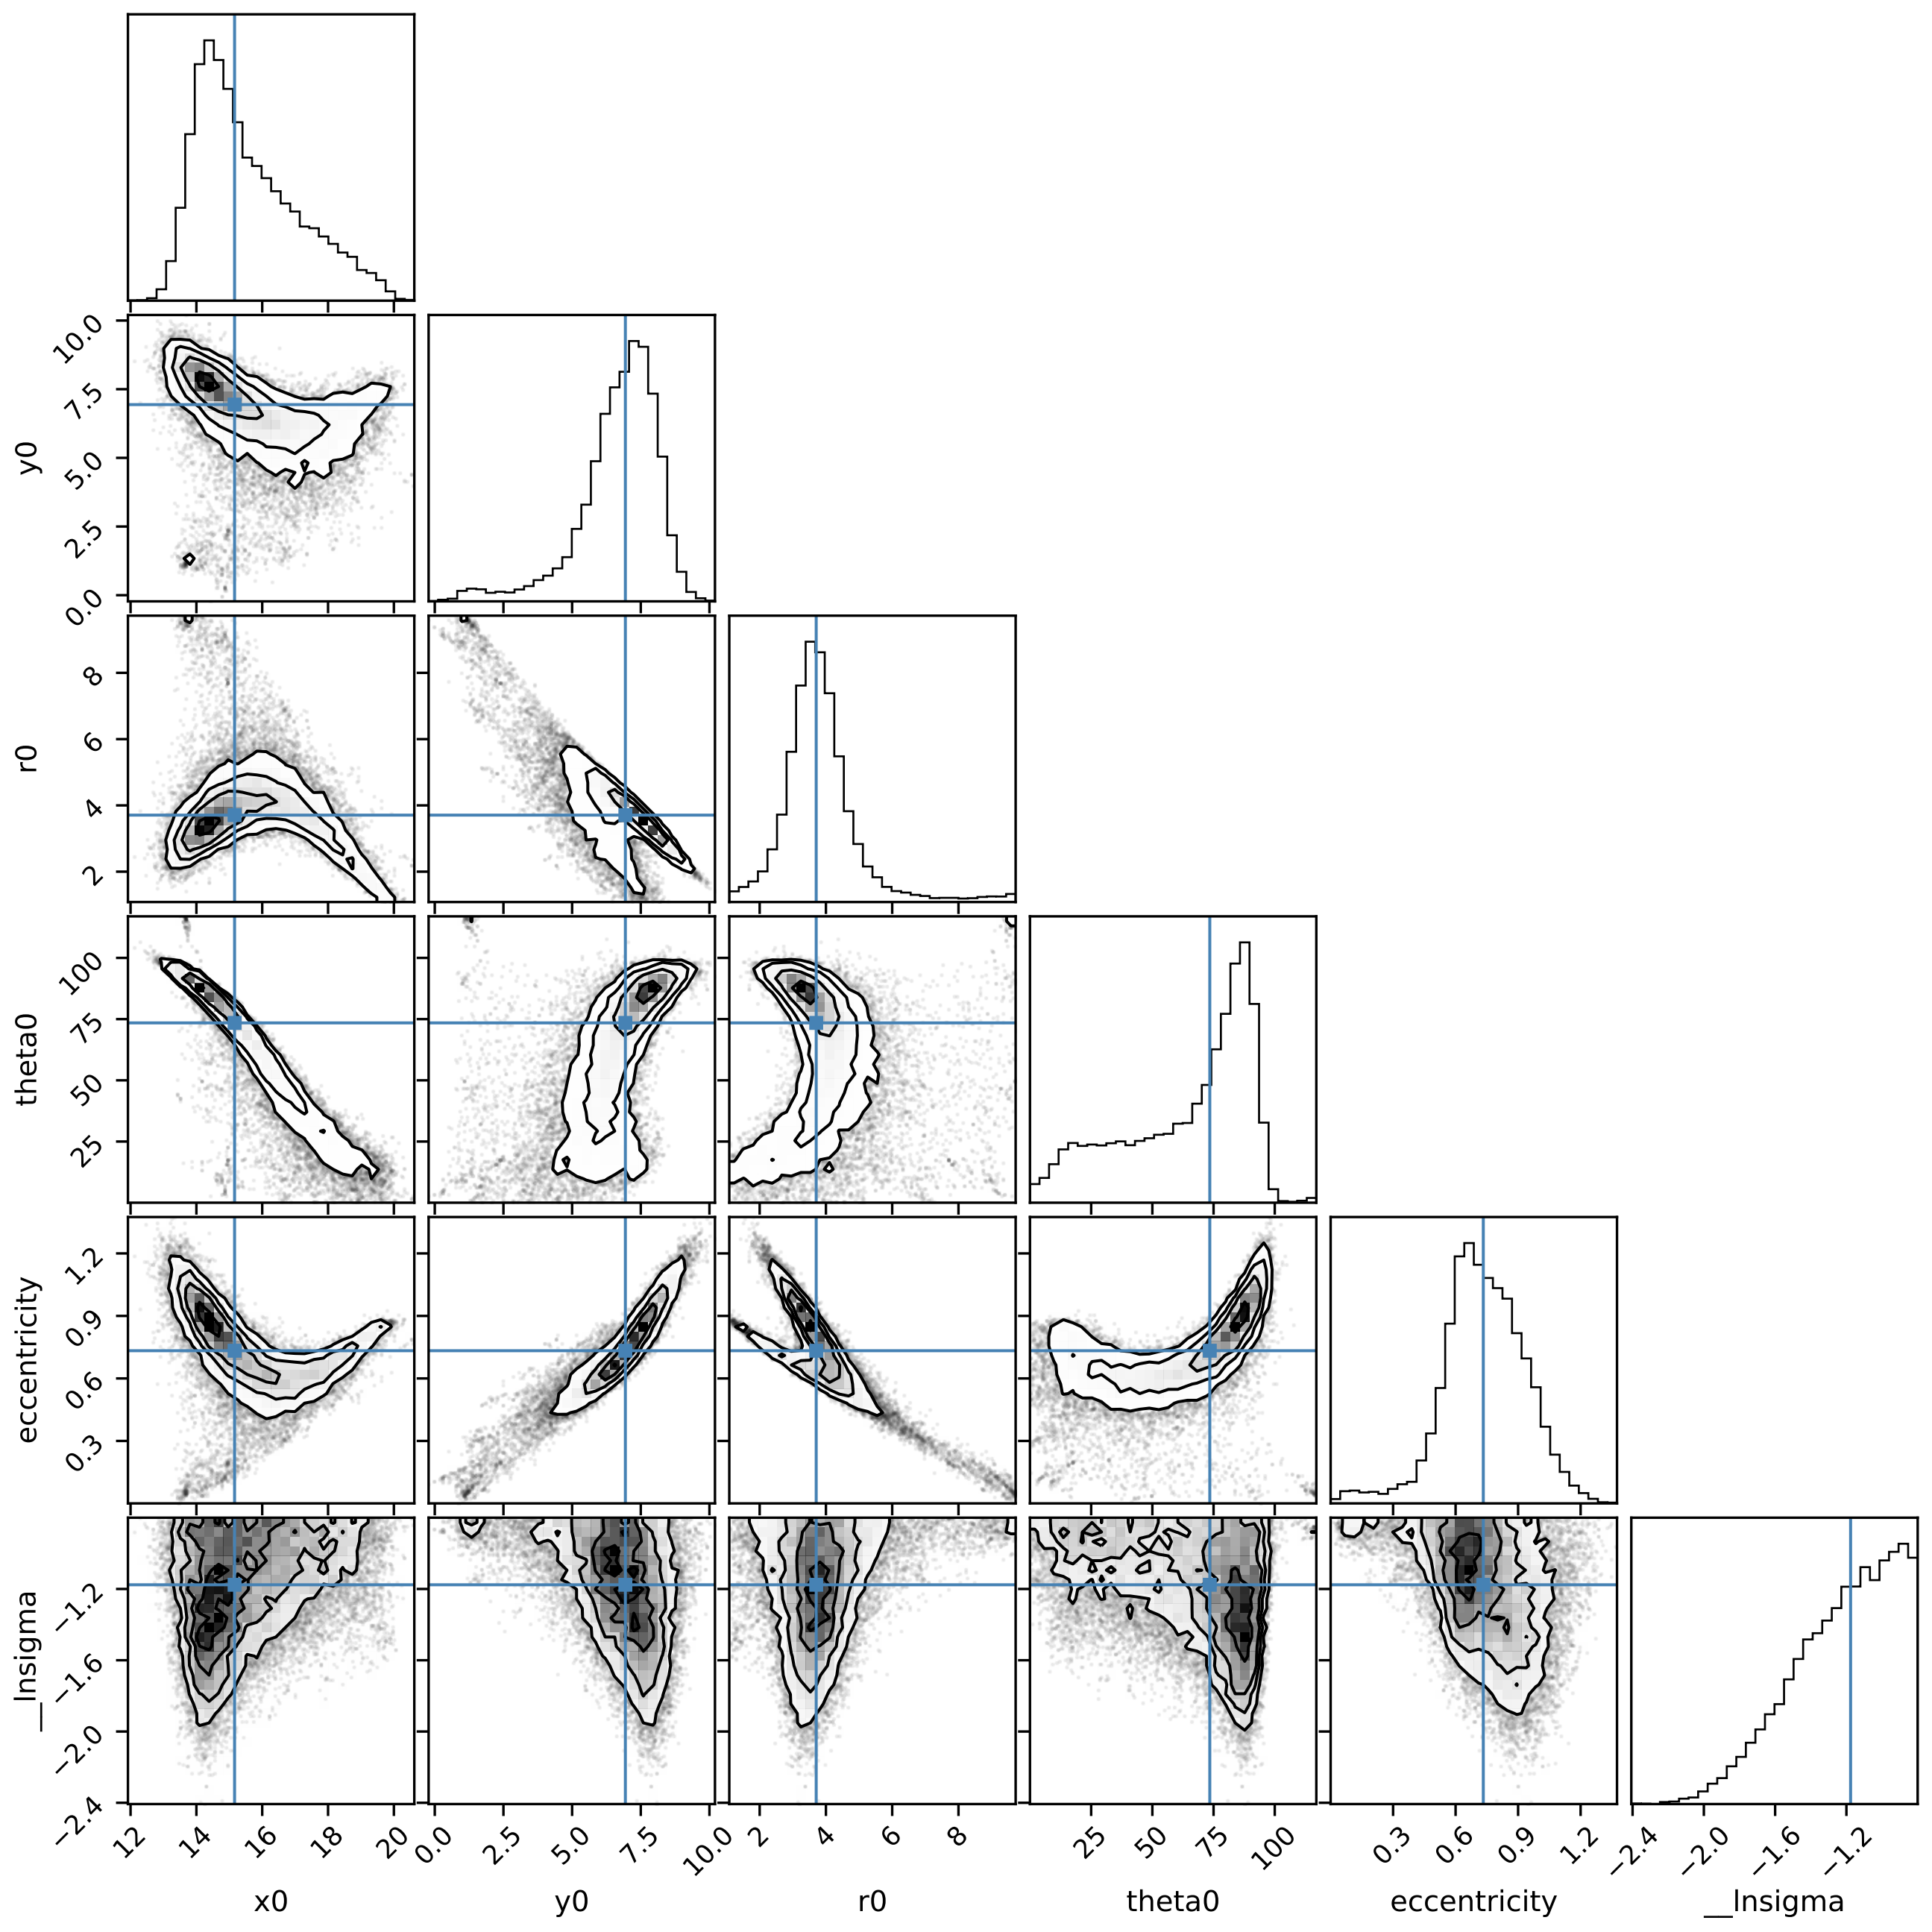 10.0
7.5
5.0
2.5
0.0
y0
8
6
4
2
r0
100
75
50
25
theta0
1.2
0.9
0.6
0.3
eccentricity
−1.2
−1.6
−2.0
−2.4
__lnsigma
12 14 16 18 20
0.0 2.5 5.0 7.5 10.0
2 4 6 8
25 50 75 100
0.3 0.6 0.9 1.2
−2.4 −2.0 −1.6 −1.2
x0 y0 r0 theta0 eccentricity __lnsigma